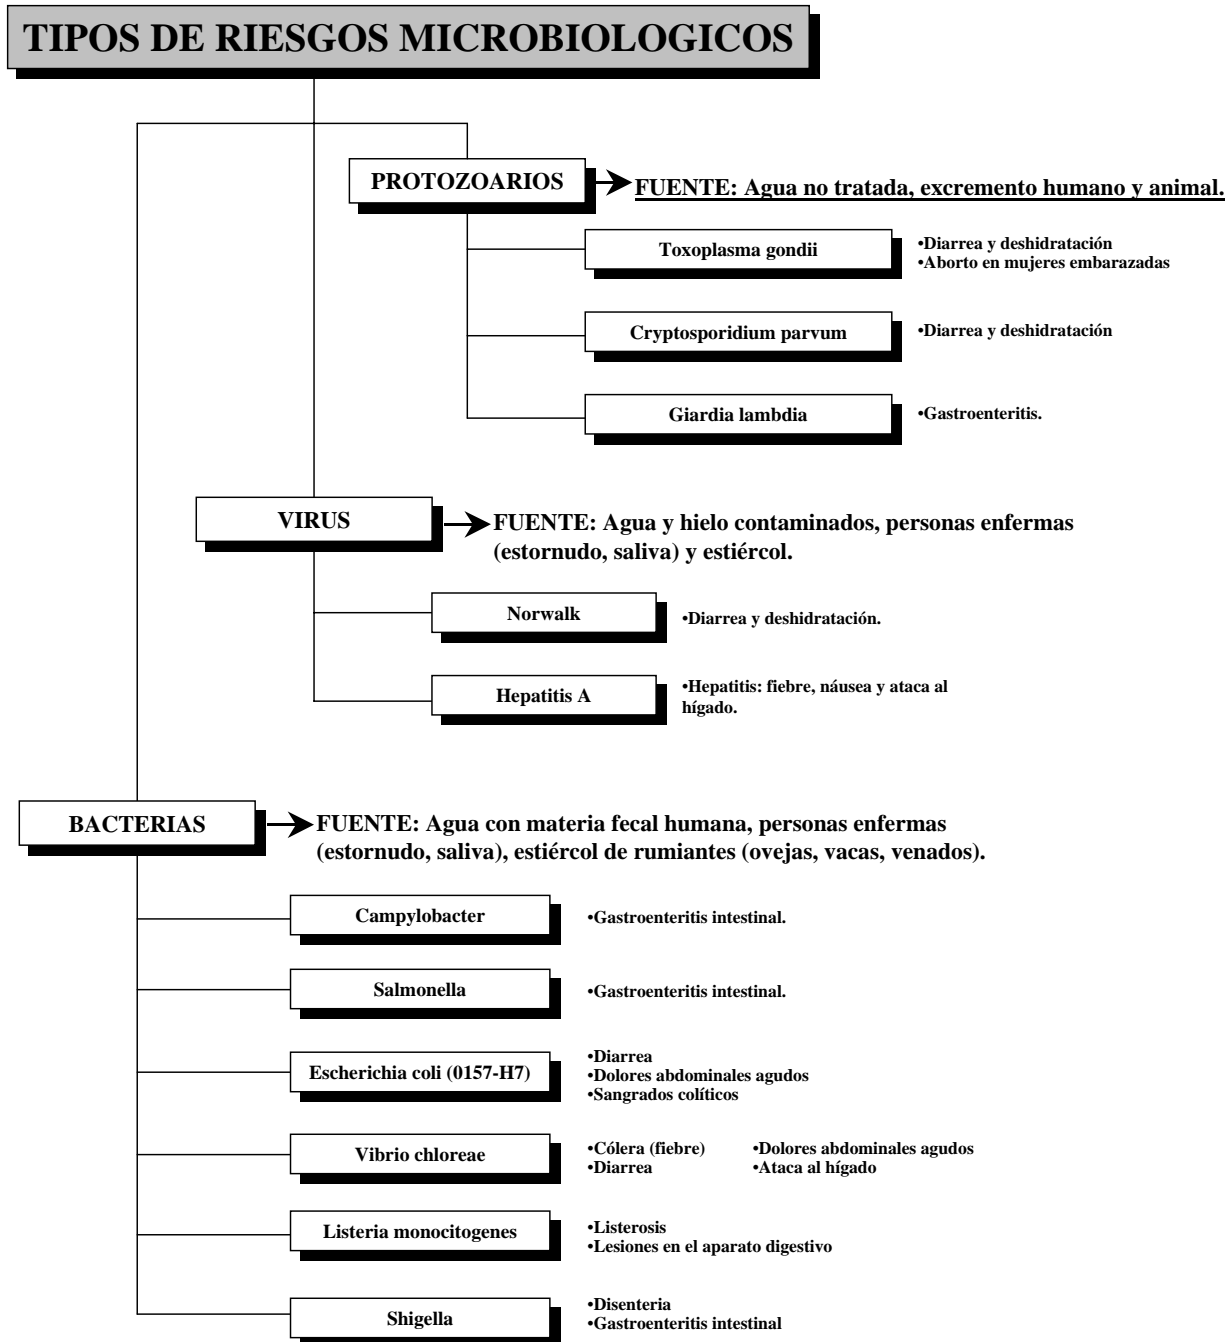 TIPOS DE RIESGOS MICROBIOLOGICOS
PROTOZOARIOS
FUENTE: Agua no tratada, excremento humano y animal.
Toxoplasma gondii
•Diarrea y deshidratación
•Aborto en mujeres embarazadas
Cryptosporidium parvum
•Diarrea y deshidratación
Giardia lambdia
•Gastroenteritis.
VIRUS
FUENTE: Agua y hielo contaminados, personas enfermas
(estornudo, saliva) y estiércol.
Norwalk
•Diarrea y deshidratación.
Hepatitis A
•Hepatitis: fiebre, náusea y ataca al
hígado.
BACTERIAS
FUENTE: Agua con materia fecal humana, personas enfermas
(estornudo, saliva), estiércol de rumiantes (ovejas, vacas, venados).
Campylobacter
•Gastroenteritis intestinal.
Salmonella
•Gastroenteritis intestinal.
Escherichia coli (0157-H7)
•Diarrea
•Dolores abdominales agudos
•Sangrados colíticos
Vibrio chloreae
•Cólera (fiebre)
•Diarrea
•Dolores abdominales agudos
•Ataca al hígado
Listeria monocitogenes
•Listerosis
•Lesiones en el aparato digestivo
Shigella
•Disenteria
•Gastroenteritis intestinal